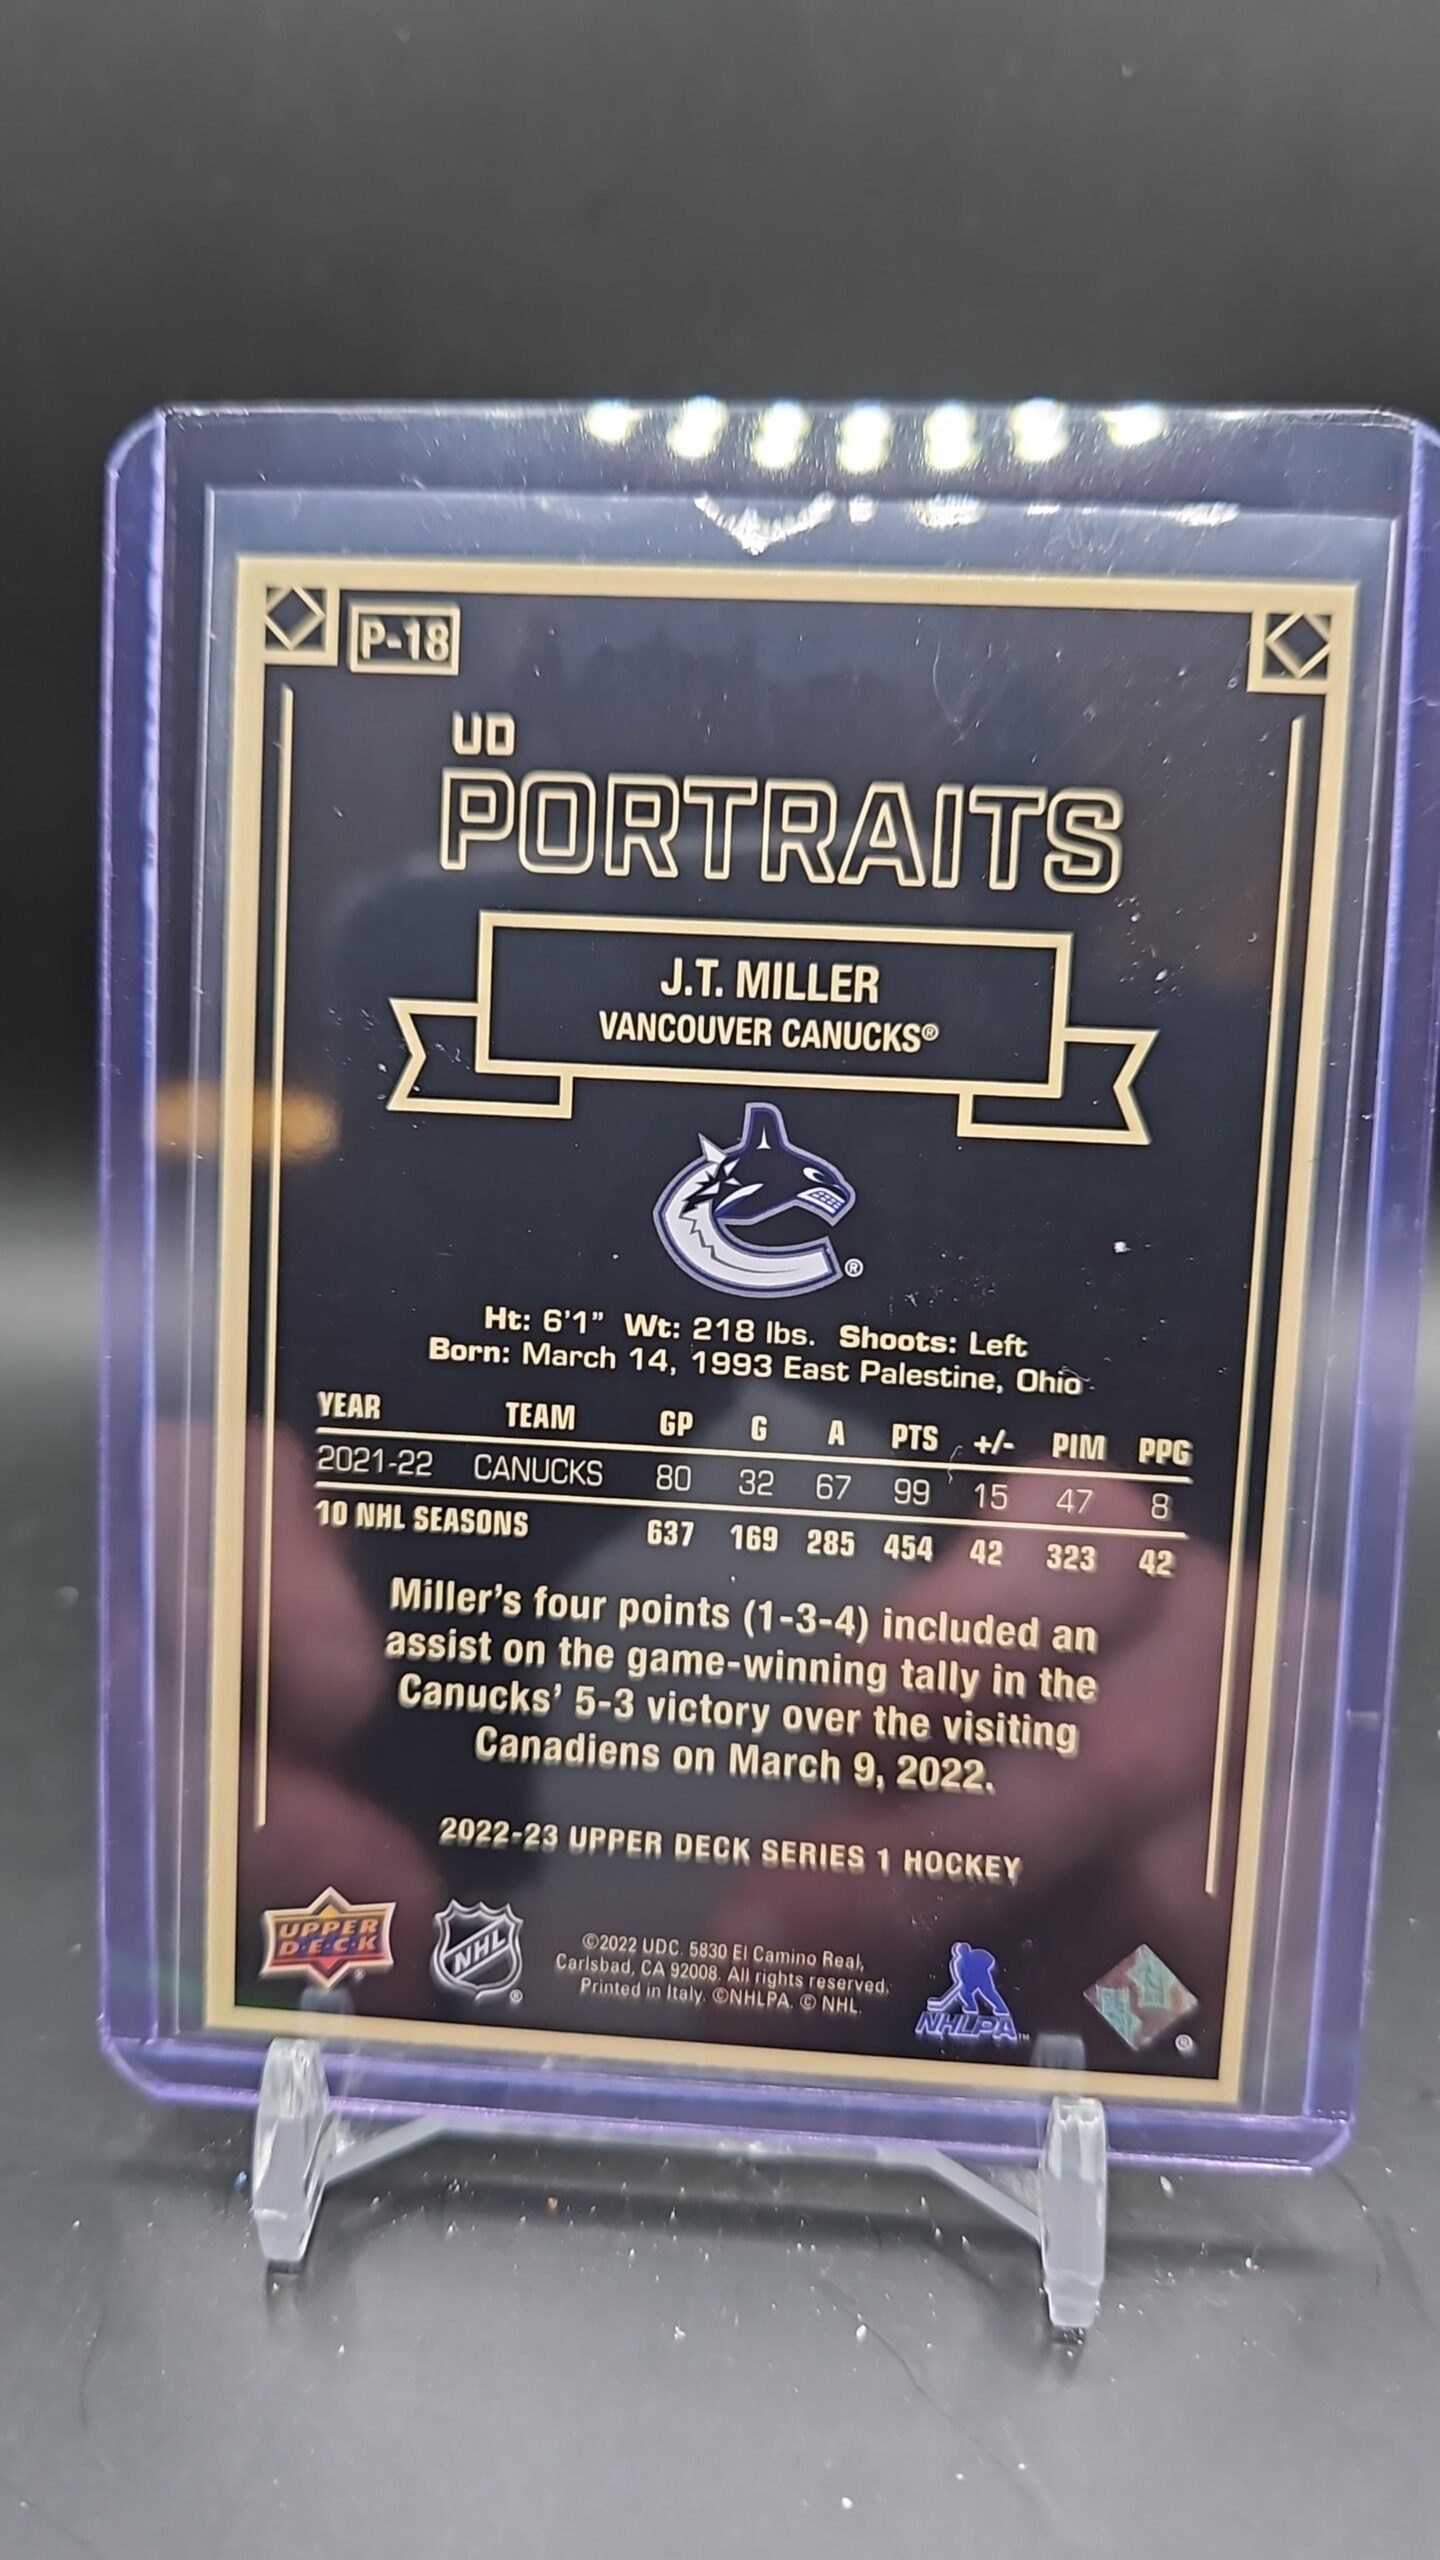 P-18
UD
PORTRAITS
J.T. MILLER
VANCOUVER CANUCKS®
®
Ht: 6'1" Wt: 218 lbs. Shoots: Left
Born: March 14, 1993 East Palestine, Ohio
YEAR TEAM GP G A PTS +/- PIM PPG
2021-22 CANUCKS 80 32 67 99 15 47 8
10 NHL SEASONS 637 169 285 454 42 323 42
Miller's four points (1-3-4) included an
assist on the game-winning tally in the
Canucks' 5-3 victory over the visiting
Canadiens on March 9, 2022.
2022-23 UPPER DECK SERIES 1 HOCKEY
UPPER
D·E·C·K
®
NHL
®
©2022 UDC. 5830 El Camino Real,
Carlsbad, CA 92008. All rights reserved.
Printed in Italy. ©NHLPA. © NHL.
NHLPA™
®